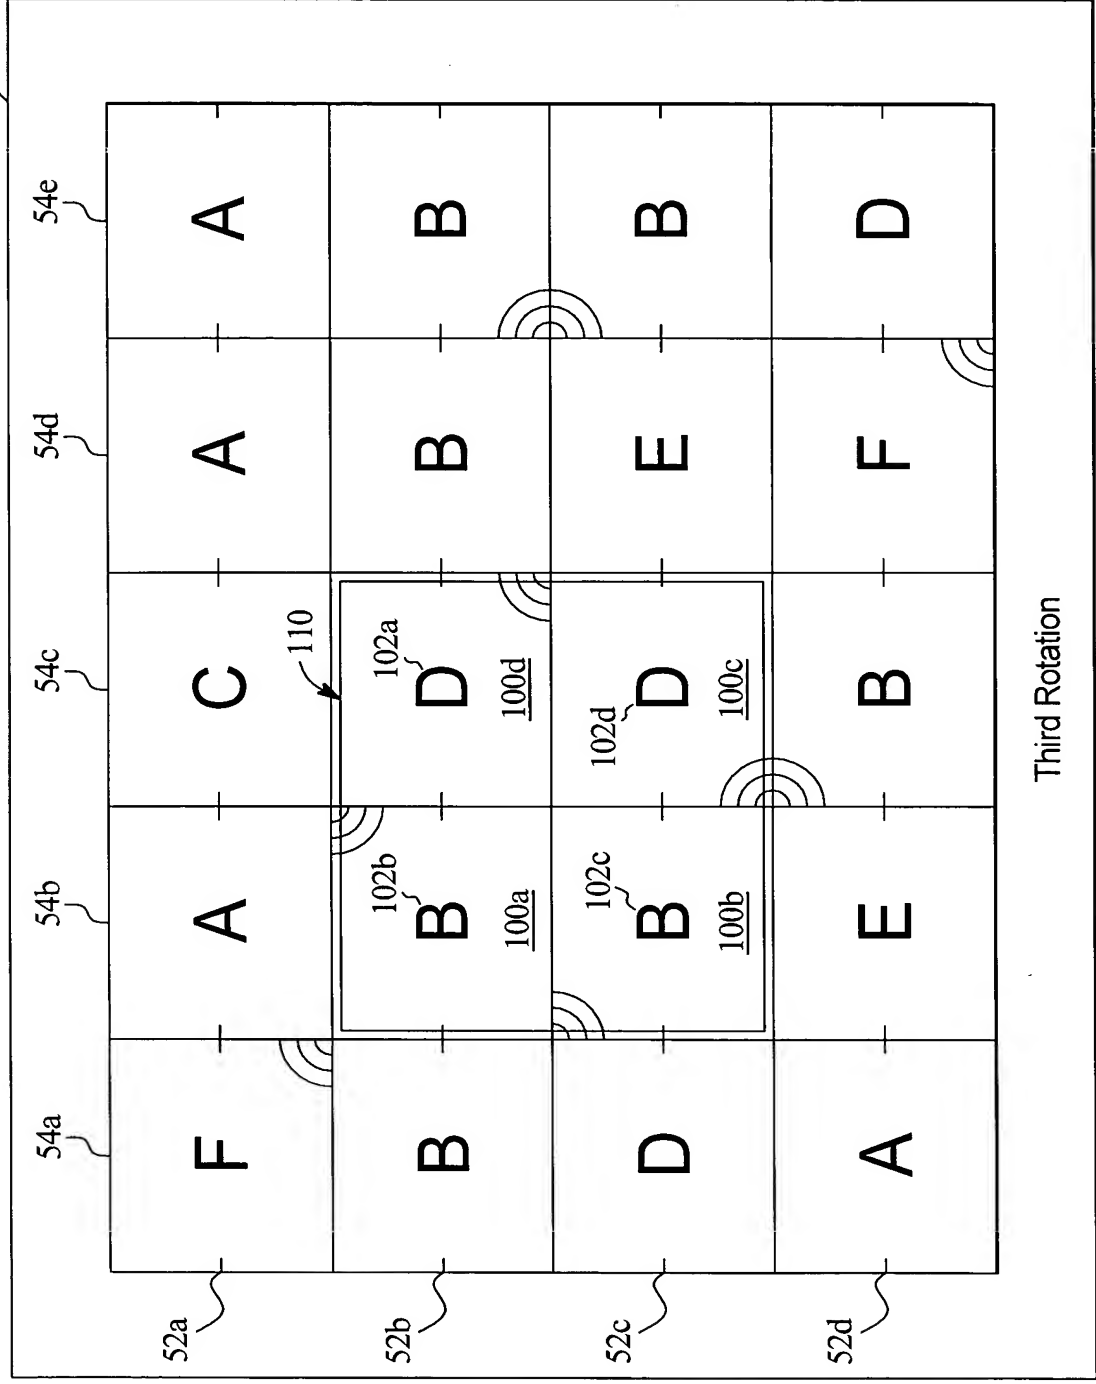 54a 54b 54c 54d 54e
52a F A C A A
110
102b 102a
52b B B D B B
100a 100d
102c 102d
52c D B D E B
100b 100c
52d A E B F D
Third Rotation